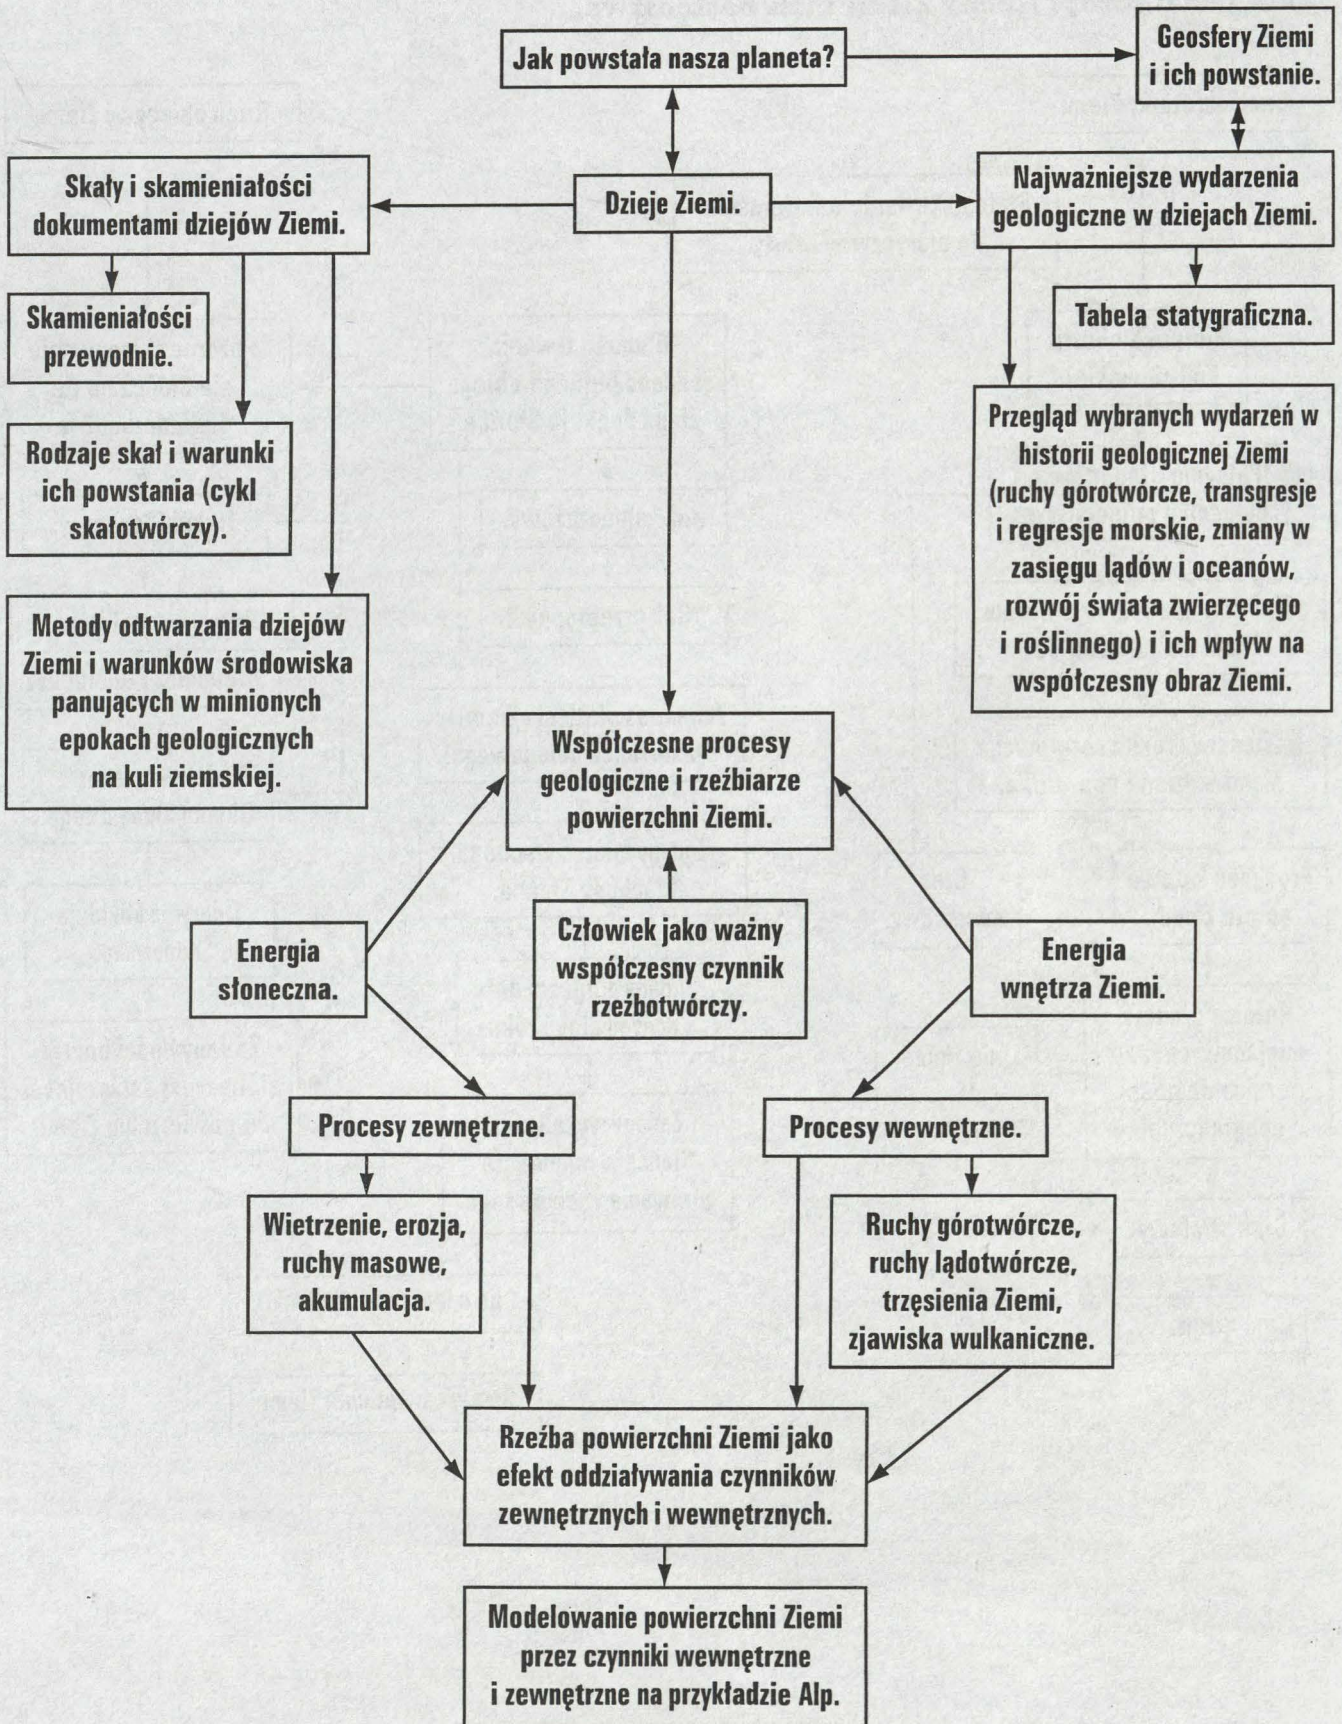 Jak powstała nasza planeta?
Geosfery Ziemi
i ich powstanie.
Skały i skamieniałości
dokumentami dziejów Ziemi.
Dzieje Ziemi.
Najważniejsze wydarzenia
geologiczne w dziejach Ziemi.
Skamieniałości
przewodnie.
Tabela statygraficzna.
Rodzaje skał i warunki
ich powstania (cykl
skałotwórczy).
Przegląd wybranych wydarzeń w
historii geologicznej Ziemi
(ruchy górotwórcze, transgresje
i regresje morskie, zmiany w
zasięgu lądów i oceanów,
rozwój świata zwierzęcego
i roślinnego) i ich wpływ na
współczesny obraz Ziemi.
Metody odtwarzania dziejów
Ziemi i warunków środowiska
panujących w minionych
epokach geologicznych
na kuli ziemskiej.
Współczesne procesy
geologiczne i rzeźbiarze
powierzchni Ziemi.
Energia
słoneczna.
Człowiek jako ważny
współczesny czynnik
rzeźbotwórczy.
Energia
wnętrza Ziemi.
Procesy zewnętrzne.
Procesy wewnętrzne.
Wietrzenie, erozja,
ruchy masowe,
akumulacja.
Ruchy górotwórcze,
ruchy lądotwórcze,
trzęsienia Ziemi,
zjawiska wulkaniczne.
Rzeźba powierzchni Ziemi jako
efekt oddziaływania czynników
zewnętrznych i wewnętrznych.
Modelowanie powierzchni Ziemi
przez czynniki wewnętrzne
i zewnętrzne na przykładzie Alp.